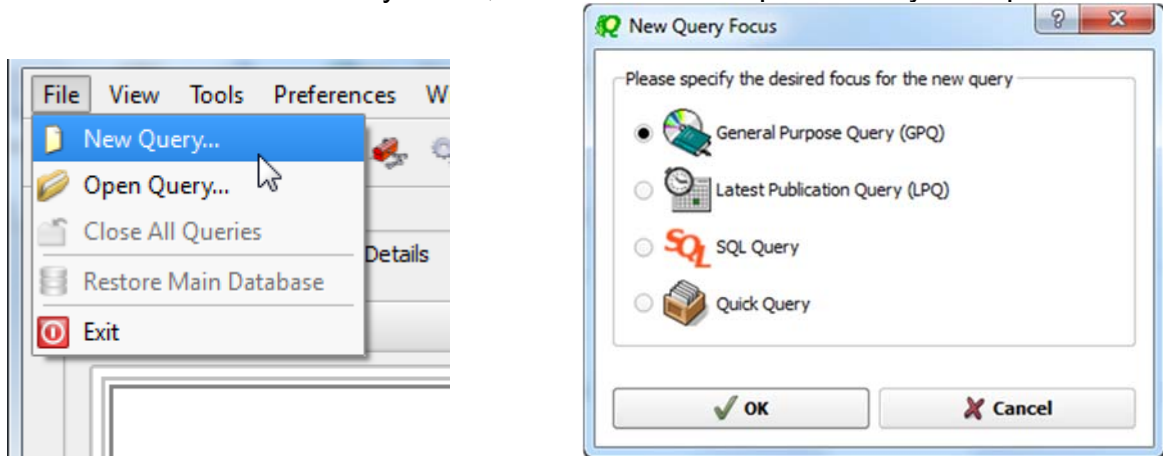 File View Tools Preferences W
New Query...
Open Query...
Close All Queries
Details
Restore Main Database
Exit
New Query Focus
Please specify the desired focus for the new query
General Purpose Query (GPQ)
Latest Publication Query (LPQ)
SQL SQL Query
Quick Query
OK Cancel